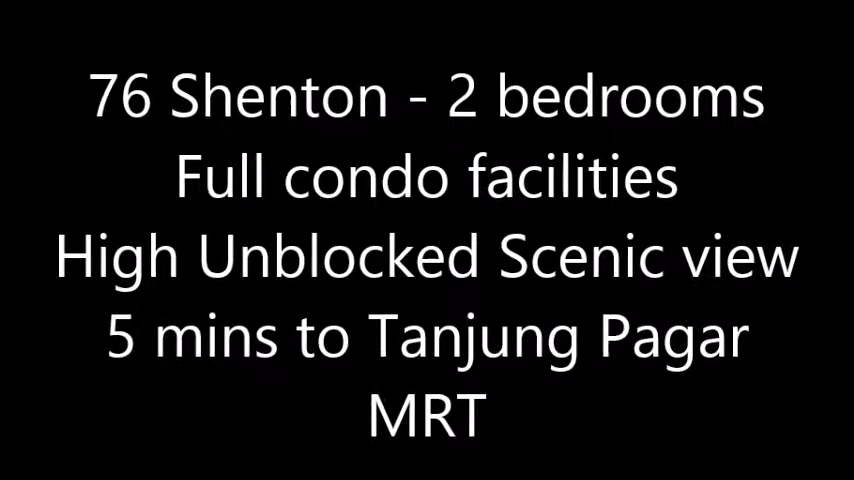 76 Shenton - 2 bedrooms
Full condo facilities
High Unblocked Scenic view
5 mins to Tanjung Pagar
MRT